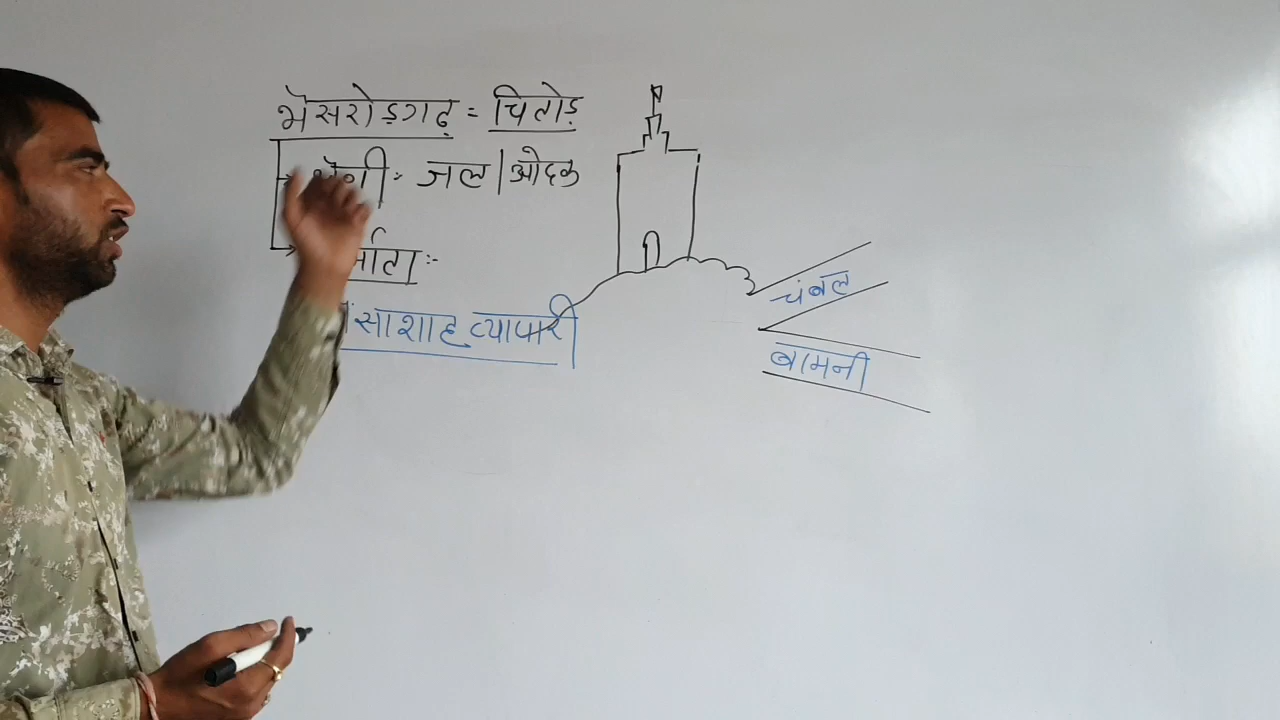 भैसरोड़गढ़ = चितोड़
जल | ओदक
सा शाह व्यापारी
चंबल
बामनी